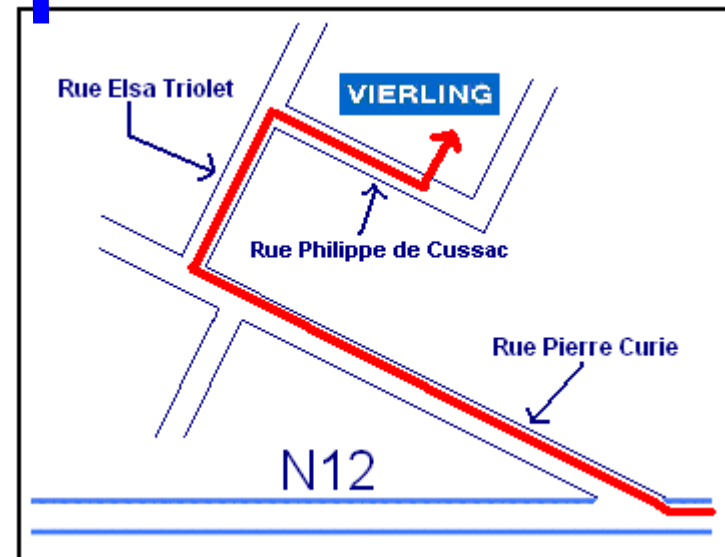 Rue Elsa Triolet
VIERLING
Rue Philippe de Cussac
Rue Pierre Curie
N12